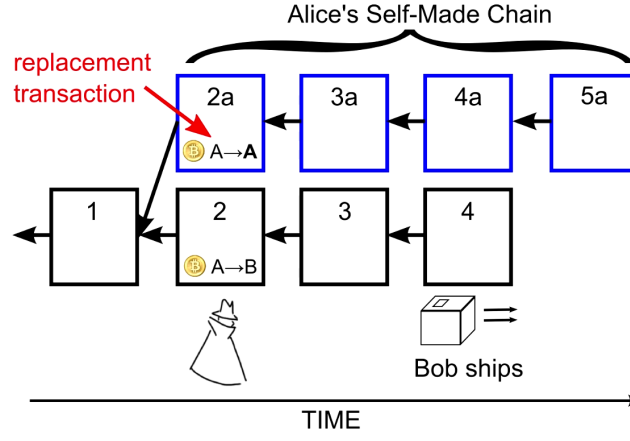 Alice's Self-Made Chain
replacement
transaction
2a
3a
4a
5a
A→A
1
2
3
4
A→B
Bob ships
TIME